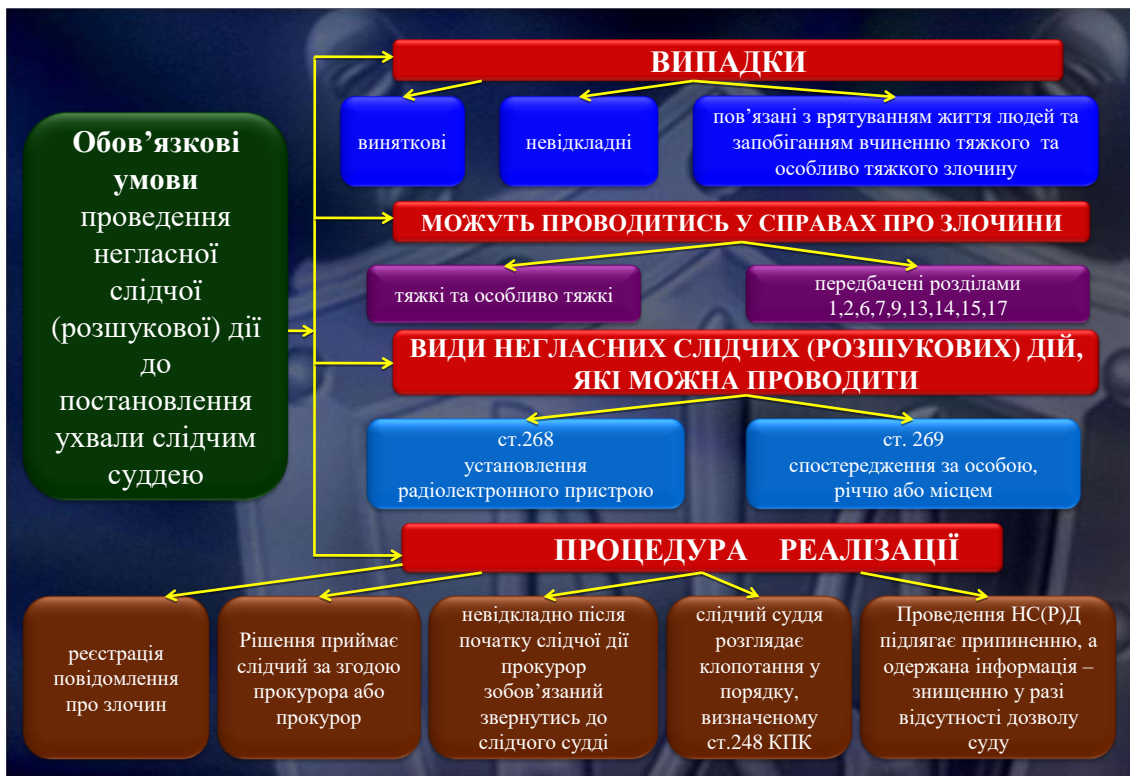 Обов’язкові
умови
проведення
негласної
слідчої
(розшукової) дії
до
постановлення
ухвали слідчим
суддею
ВИПАДКИ
виняткові
невідкладні
пов’язані з врятуванням життя людей та
запобіганням вчиненню тяжкого та
особливо тяжкого злочину
МОЖУТЬ ПРОВОДИТИСЬ У СПРАВАХ ПРО ЗЛОЧИНИ
тяжкі та особливо тяжкі
передбачені розділами
1,2,6,7,9,13,14,15,17
ВИДИ НЕГЛАСНИХ СЛІДЧИХ (РОЗШУКОВИХ) ДІЙ,
ЯКІ МОЖНА ПРОВОДИТИ
ст.268
установлення
радіолектронного пристрою
ст. 269
спостередження за особою,
річчю або місцем
ПРОЦЕДУРА РЕАЛІЗАЦІЇ
реєстрація
повідомлення
про злочин
Рішення приймає
слідчий за згодою
прокурора або
прокурор
невідкладно після
початку слідчої дії
прокурор
зобов’язаний
звернутись до
слідчого судді
слідчий суддя
розглядає
клопотання у
порядку,
визначеному
ст.248 КПК
Проведення НС(Р)Д
підлягає припиненню, а
одержана інформація –
знищенню у разі
відсутності дозволу
суду